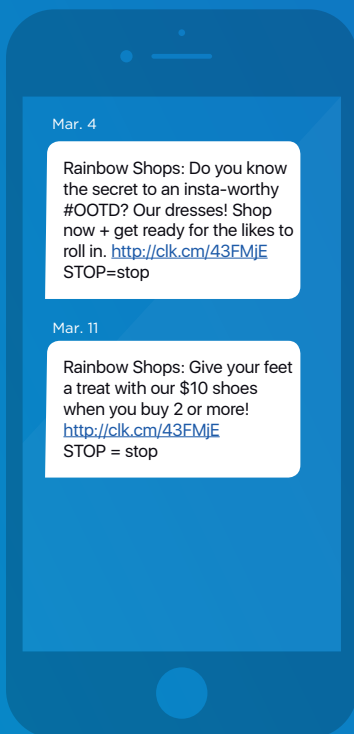 Mar. 4
Rainbow Shops: Do you know
the secret to an insta-worthy
#OOTD? Our dresses! Shop
now + get ready for the likes to
roll in. http://clk.cm/43FMjE
STOP=stop
Mar. 11
Rainbow Shops: Give your feet
a treat with our $10 shoes
when you buy 2 or more!
http://clk.cm/43FMjE
STOP = stop